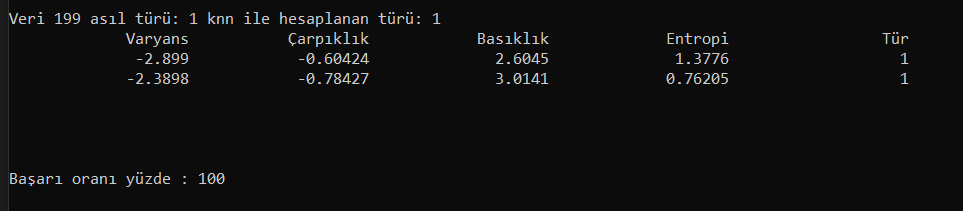 Veri 199 asıl türü: 1 knn ile hesaplanan türü: 1
Varyans Çarpıklık Basıklık Entropi Tür
-2.899 -0.60424 2.6045 1.3776 1
-2.3898 -0.78427 3.0141 0.76205 1
Başarı oranı yüzde : 100